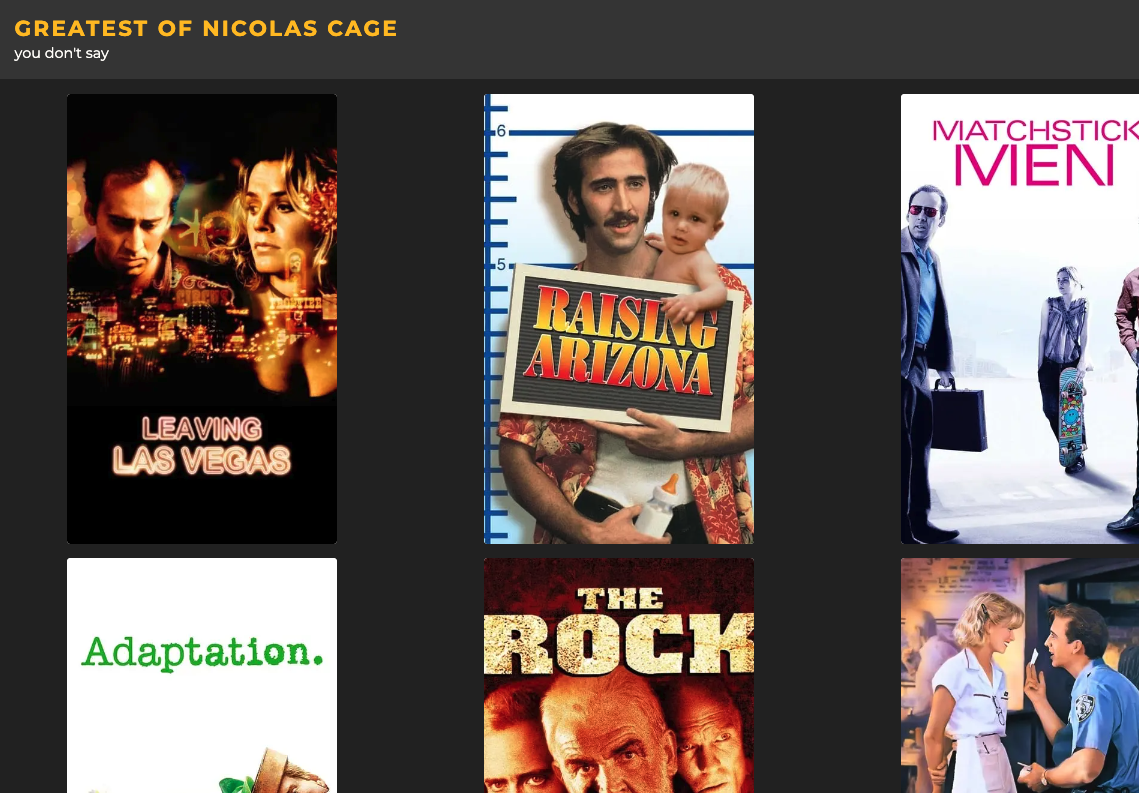 GREATEST OF NICOLAS CAGE
you don't say
6
5
RAISING
ARIZONA
MATCHSTICK
MEN
FRONTIER
LEAVING
LAS VEGAS
Adaptation.
THE
ROCK